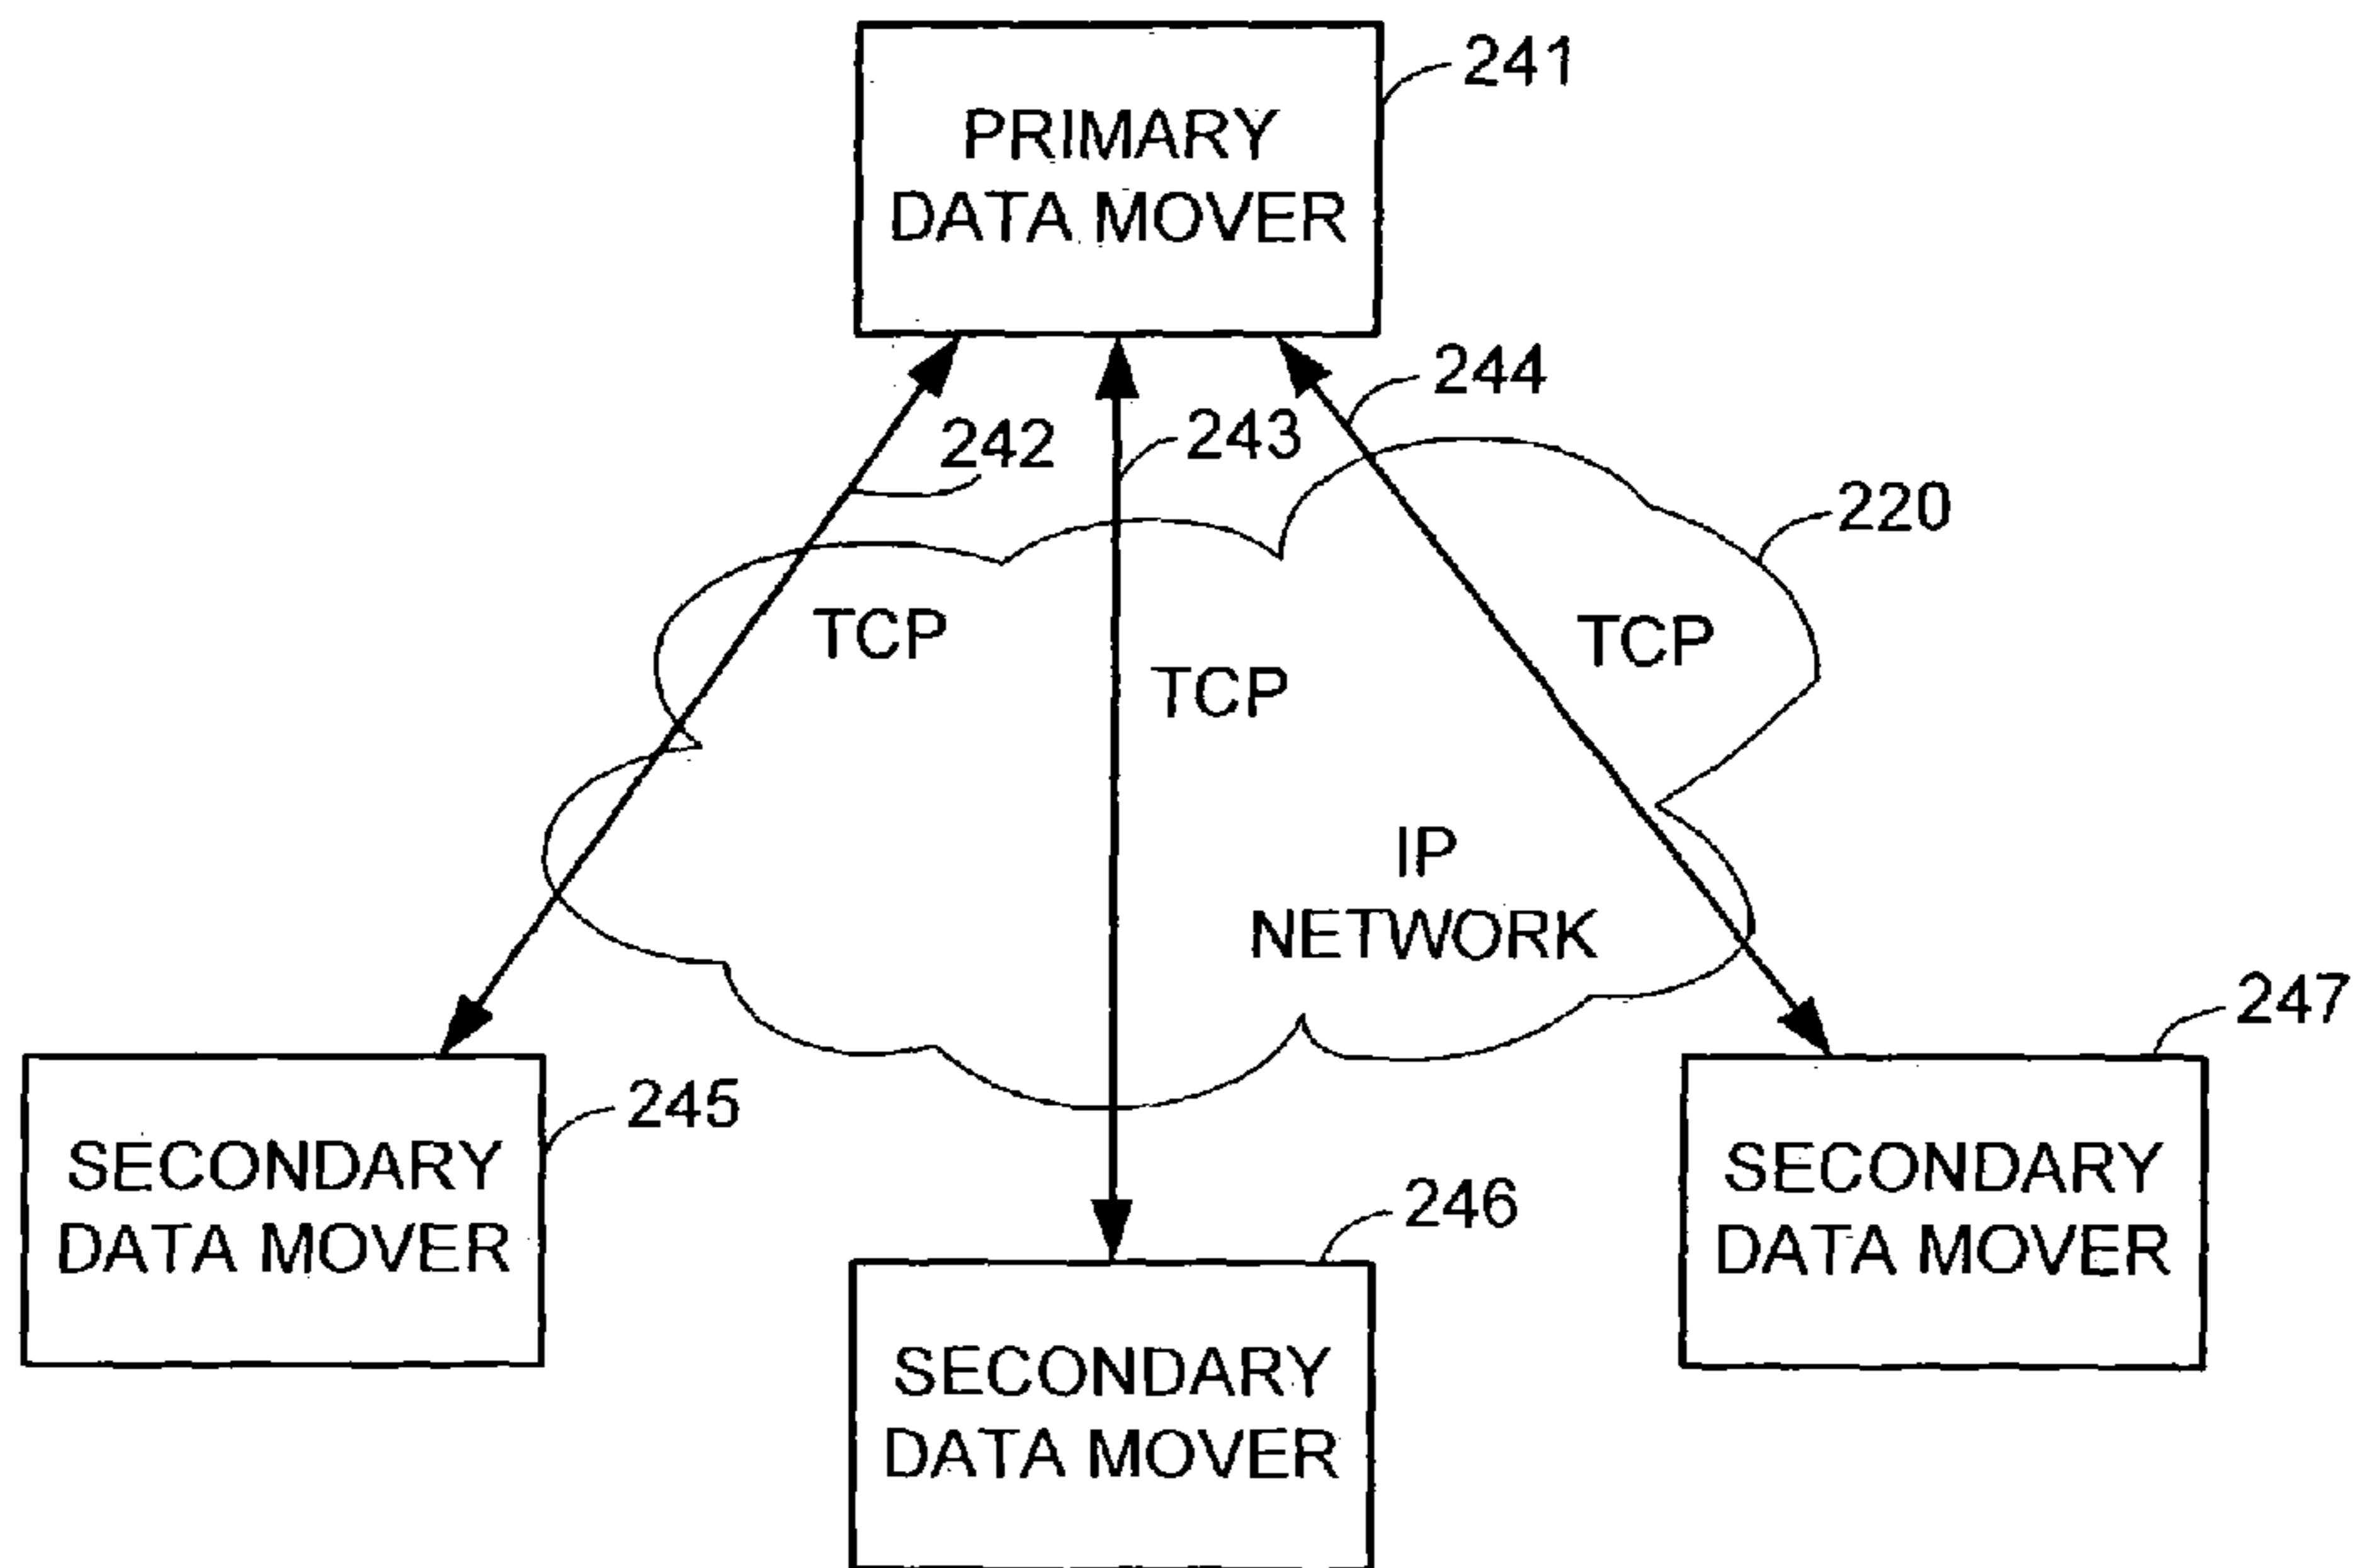 241
PRIMARY
DATA MOVER
244
242
243
220
TCP
TCP
TCP
IP
NETWORK
247
245
SECONDARY
DATA MOVER
246
SECONDARY
DATA MOVER
SECONDARY
DATA MOVER